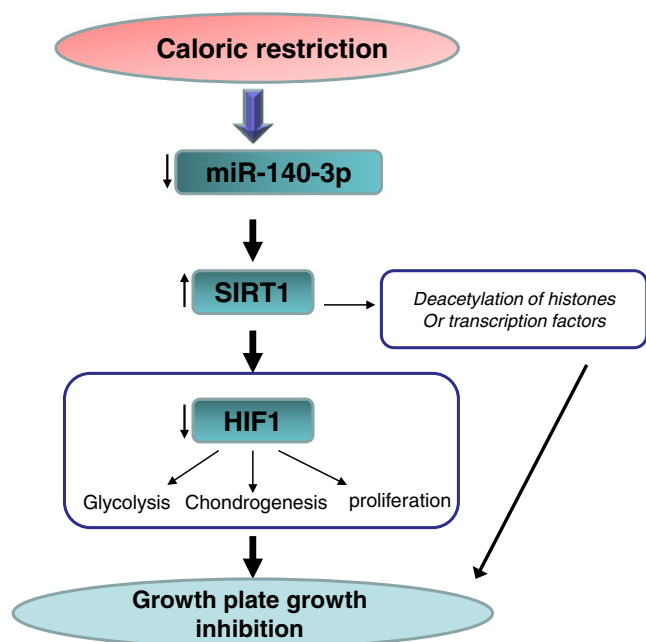 Caloric restriction
miR-140-3p
SIRT1
Deacetylation of histones
Or transcription factors
HIF1
Glycolysis Chondrogenesis proliferation
Growth plate growth
inhibition